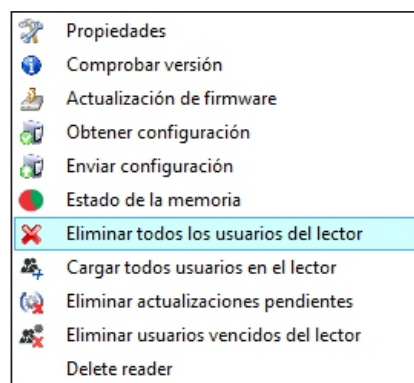 Propiedades
Comprobar versión
Actualización de firmware
Obtener configuración
Enviar configuración
Estado de la memoria
Eliminar todos los usuarios del lector
Cargar todos usuarios en el lector
Eliminar actualizaciones pendientes
Eliminar usuarios vencidos del lector
Delete reader